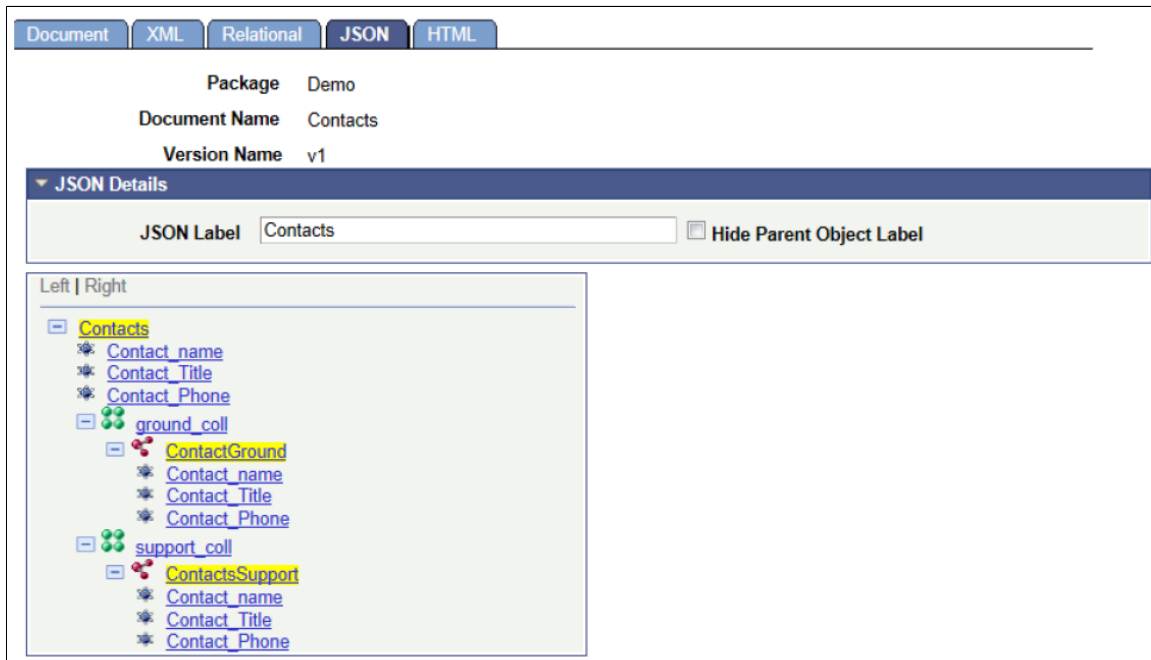 Document XML Relational JSON HTML
Package Demo
Document Name Contacts
Version Name v1
JSON Details
JSON Label Contacts Hide Parent Object Label
Left | Right
Contacts
Contact_name
Contact_Title
Contact_Phone
ground_coll
ContactGround
Contact_name
Contact_Title
Contact_Phone
support_coll
ContactsSupport
Contact_name
Contact_Title
Contact_Phone